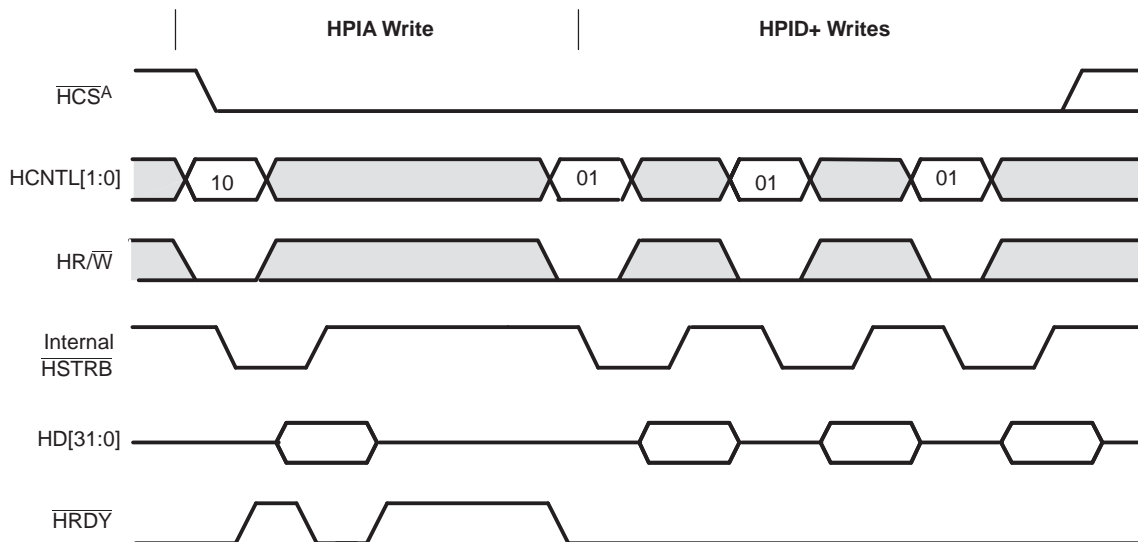 HPIA Write
HPID+ Writes
HCSA
HCNTL[1:0]
10
01
01
01
HR/W
Internal
HSTRB
HD[31:0]
HRDY